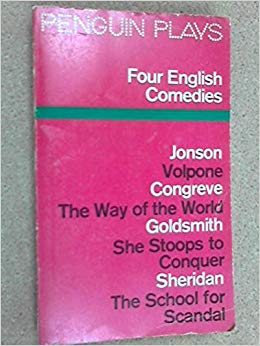 PENGUIN PLAYS
Four English
Comedies
Jonson
Volpone
Congreve
The Way of the World
Goldsmith
She Stoops to
Conquer
Sheridan
The School for
Scandal